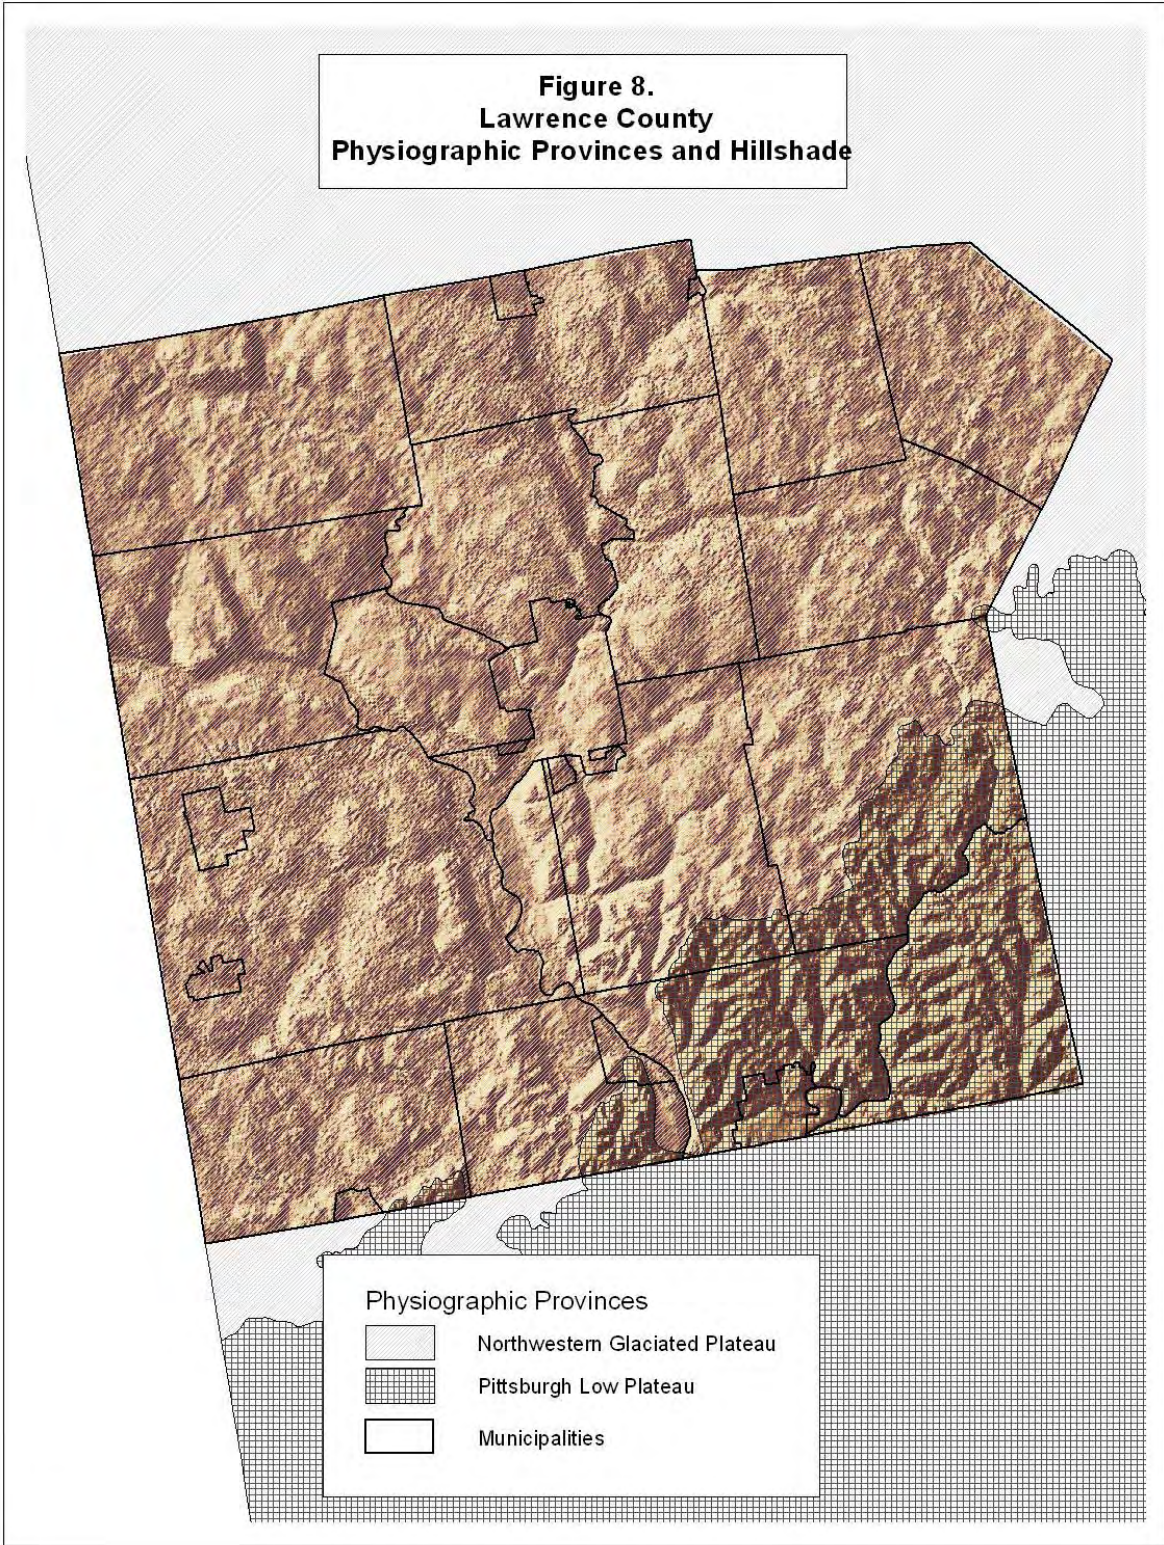 Figure 8.
Lawrence County
Physiographic Provinces and Hillshade
Physiographic Provinces
Northwestern Glaciated Plateau
Pittsburgh Low Plateau
Municipalities